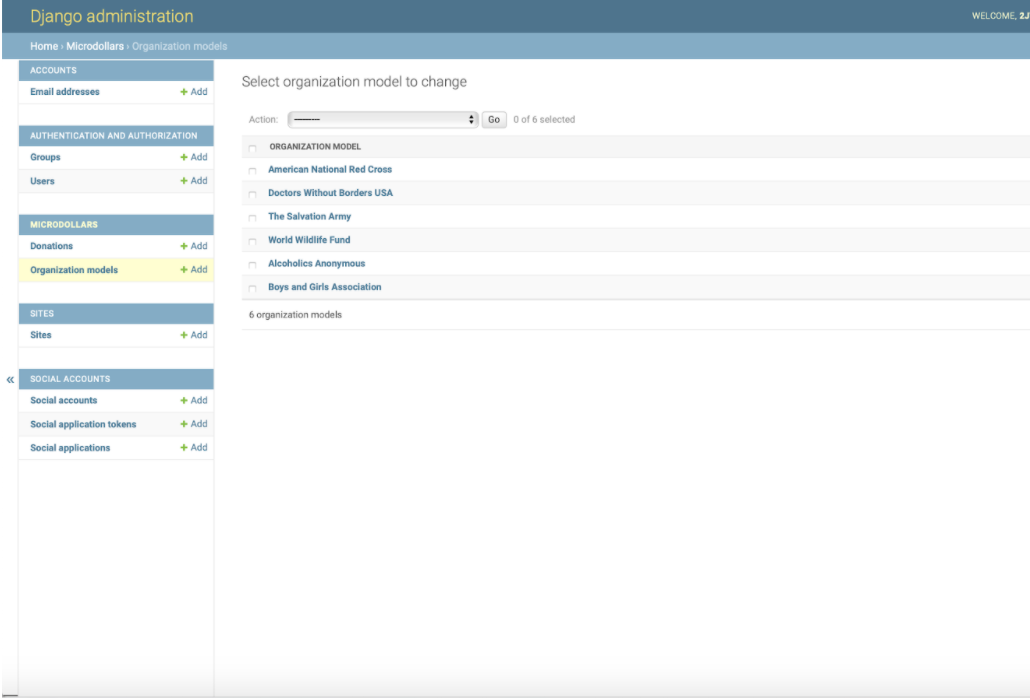 Django administration
WELCOME, 2J
Home › Microdollars › Organization models
ACCOUNTS
Email addresses + Add
AUTHENTICATION AND AUTHORIZATION
Groups + Add
Users + Add
MICRODOLLARS
Donations + Add
Organization models + Add
SITES
Sites + Add
«
SOCIAL ACCOUNTS
Social accounts + Add
Social application tokens + Add
Social applications + Add
Select organization model to change
Action: --------- Go 0 of 6 selected
ORGANIZATION MODEL
American National Red Cross
Doctors Without Borders USA
The Salvation Army
World Wildlife Fund
Alcoholics Anonymous
Boys and Girls Association
6 organization models